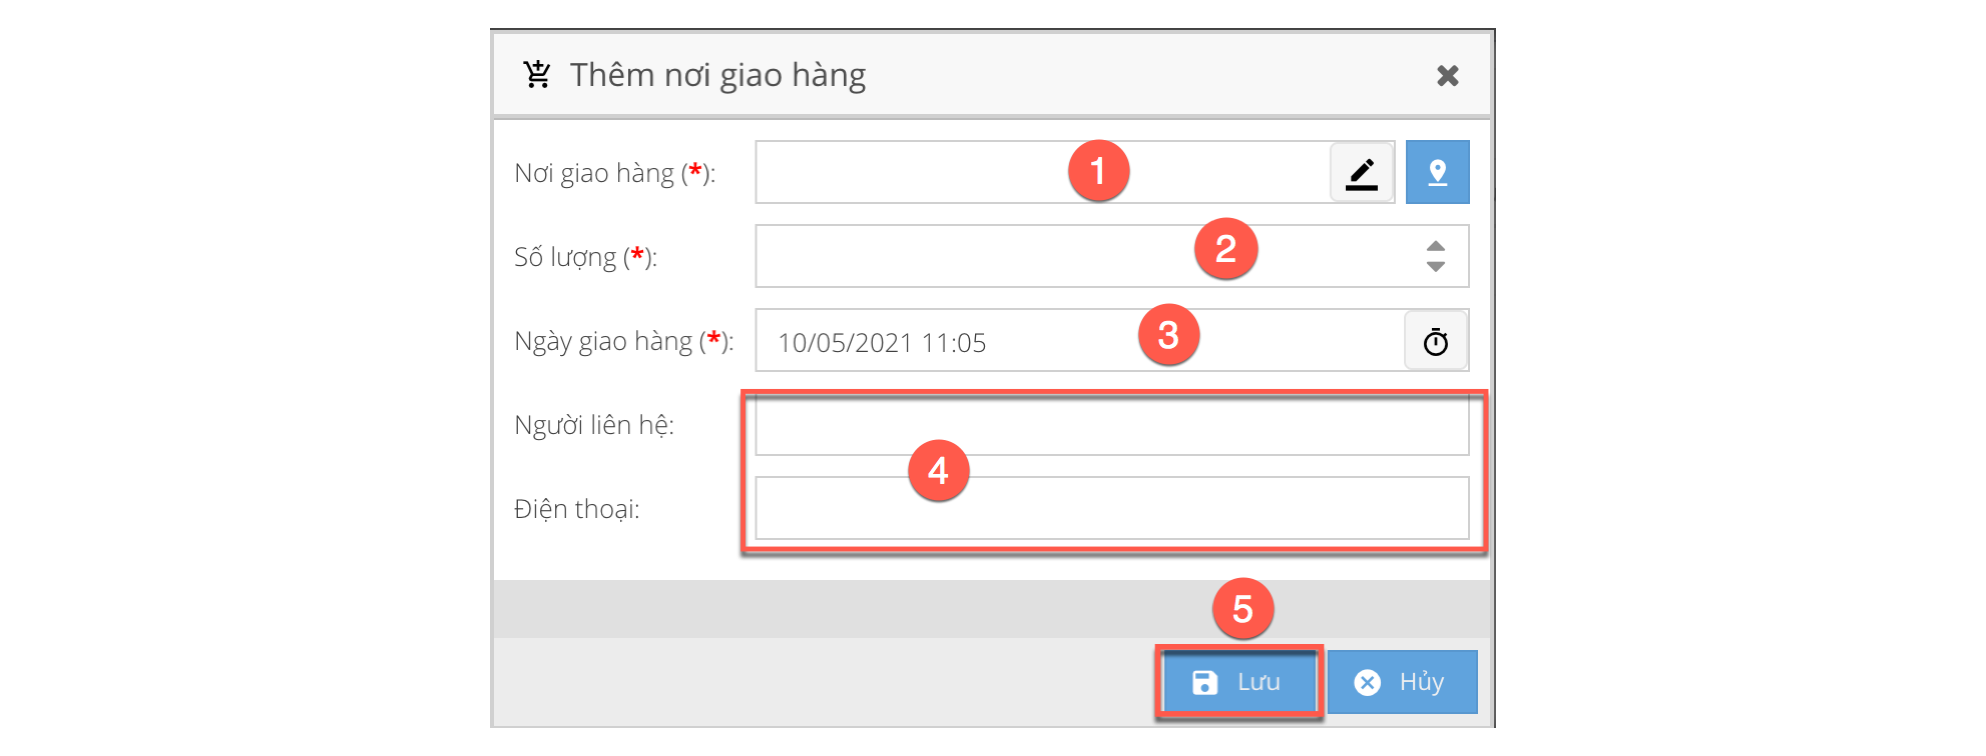 Thêm nơi giao hàng
Nơi giao hàng (*): 1
Số lượng (*): 2
Ngày giao hàng (*): 10/05/2021 11:05 3
Người liên hệ:
4
Điện thoại:
5
Lưu Hủy